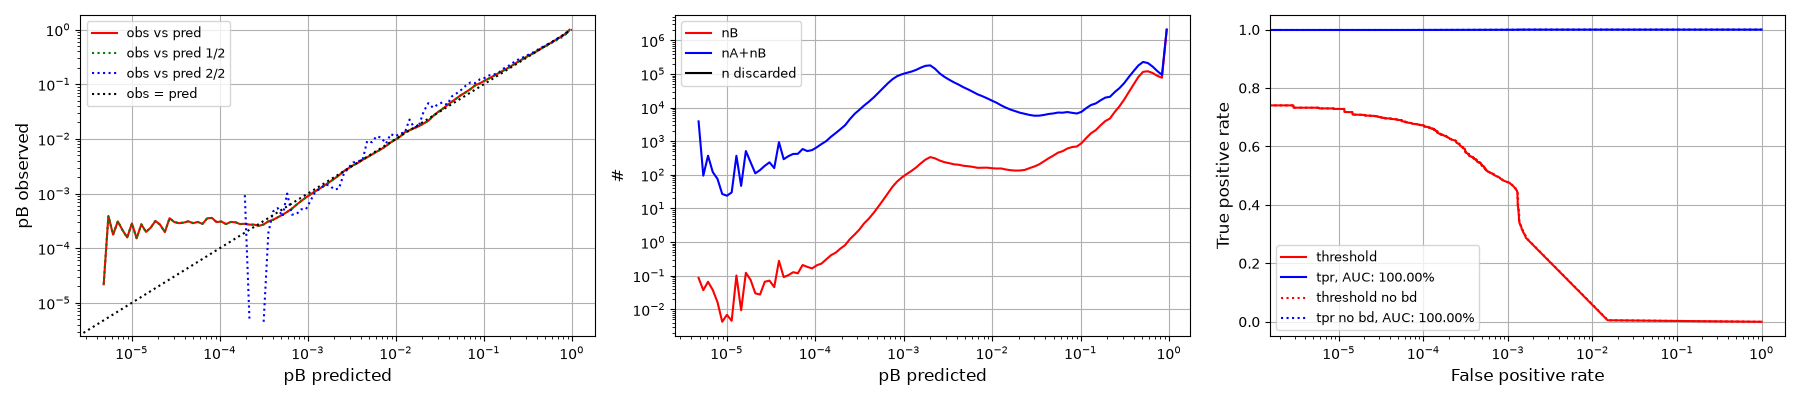 10^0
10^-1
10^-2
10^-3
10^-4
10^-5
pB observed
obs vs pred
obs vs pred 1/2
obs vs pred 2/2
obs = pred
10^-5 10^-4 10^-3 10^-2 10^-1 10^0
pB predicted
10^6
10^5
10^4
10^3
10^2
10^1
10^0
10^-1
10^-2
#
nB
nA+nB
n discarded
10^-5 10^-4 10^-3 10^-2 10^-1 10^0
pB predicted
1.0
0.8
0.6
0.4
0.2
0.0
True positive rate
threshold
tpr, AUC: 100.00%
threshold no bd
tpr no bd, AUC: 100.00%
10^-5 10^-4 10^-3 10^-2 10^-1 10^0
False positive rate